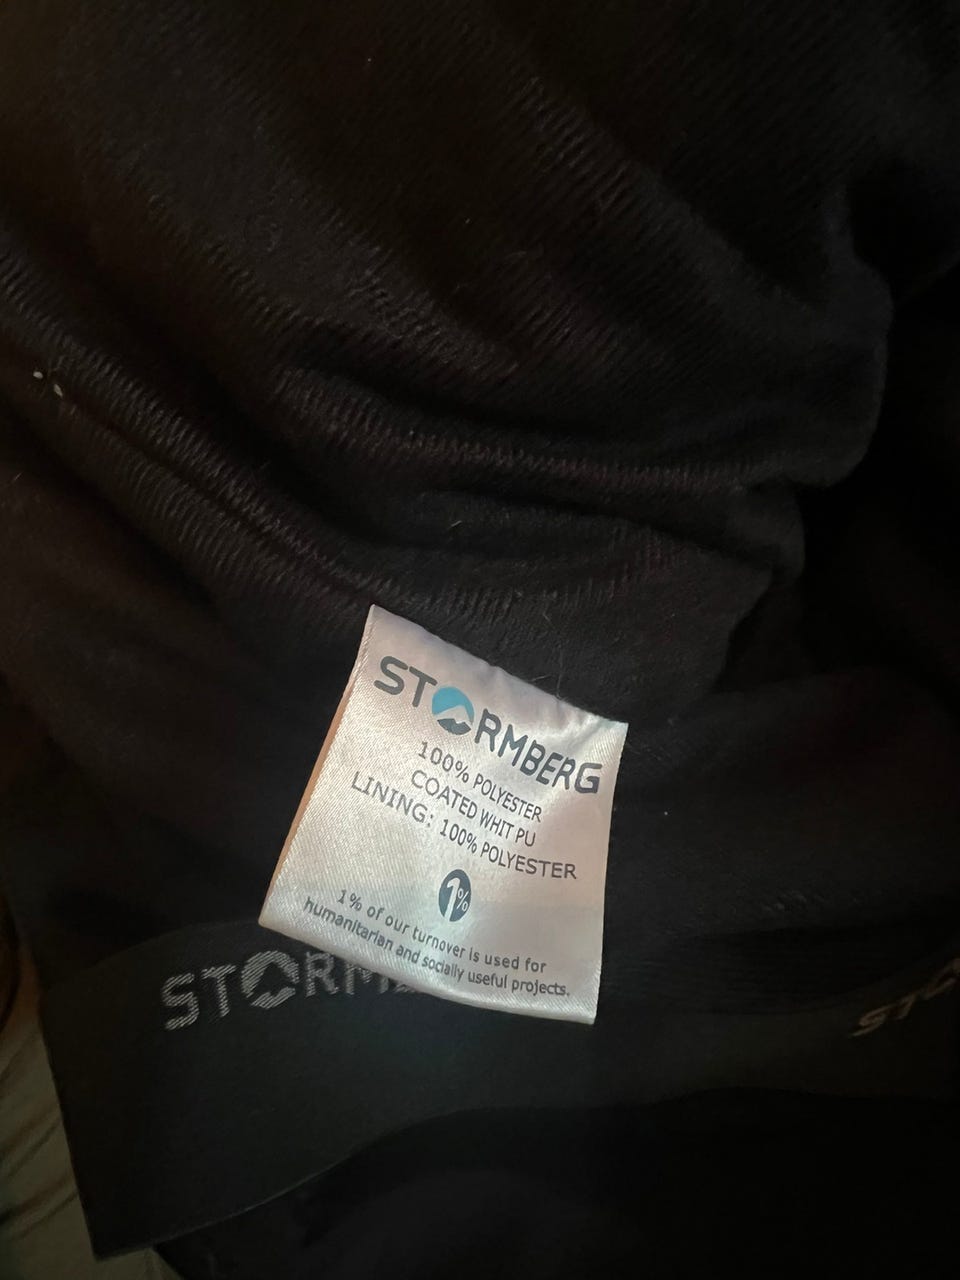 STORMBERG
100% POLYESTER
COATED WHIT PU
LINING: 100% POLYESTER
1%
1% of our turnover is used for
humanitarian and socially useful projects.
STORM
STO